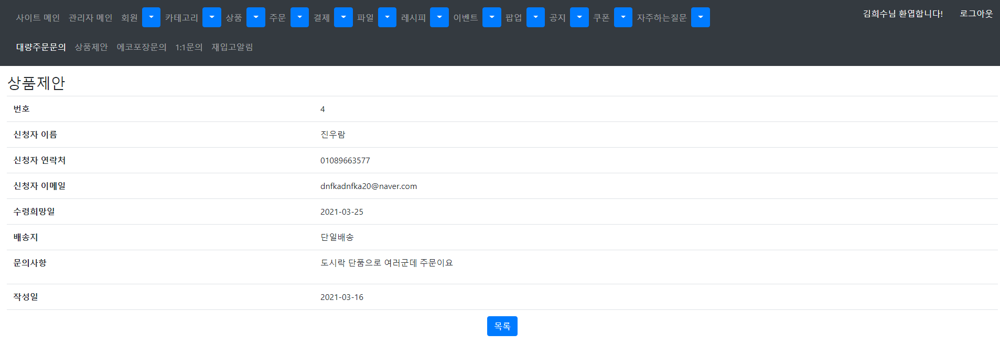 사이트 메인 관리자 메인 회원 카테고리 상품 주문 결제 파일 레시피 이벤트 팝업 공지 쿠폰 자주하는질문 김희수님 환엽합니다! 로그아웃
대량주문문의 상품제안 에코포장문의 1:1문의 재입고알림
상품제안
번호 4
신청자 이름 진우람
신청자 연락처 01089663577
신청자 이메일 dnfkadnfka20@naver.com
수령희망일 2021-03-25
배송지 단일배송
문의사항 도시락 단품으로 여러군데 주문이요
작성일 2021-03-16
목록